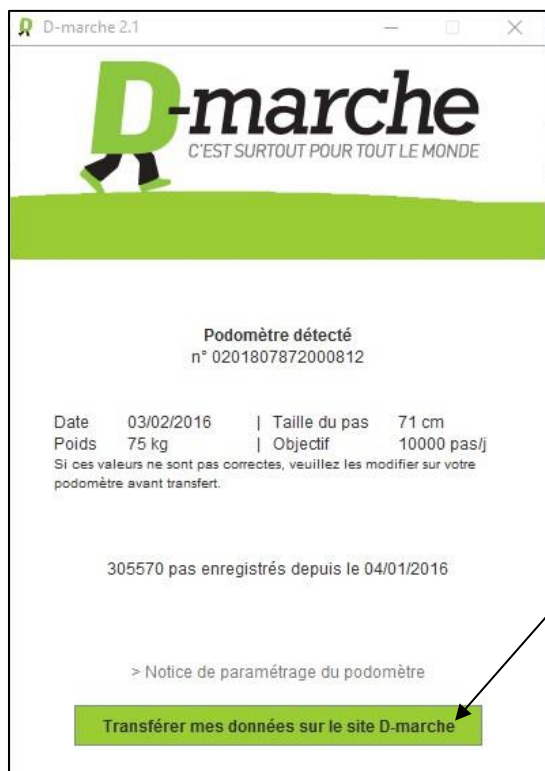 D-marche 2.1
D-marche
C'EST SURTOUT POUR TOUT LE MONDE
Podomètre détecté
n° 0201807872000812
Date 03/02/2016 | Taille du pas 71 cm
Poids 75 kg | Objectif 10000 pas/j
Si ces valeurs ne sont pas correctes, veuillez les modifier sur votre
podomètre avant transfert.
305570 pas enregistrés depuis le 04/01/2016
> Notice de paramétrage du podomètre
Transférer mes données sur le site D-marche